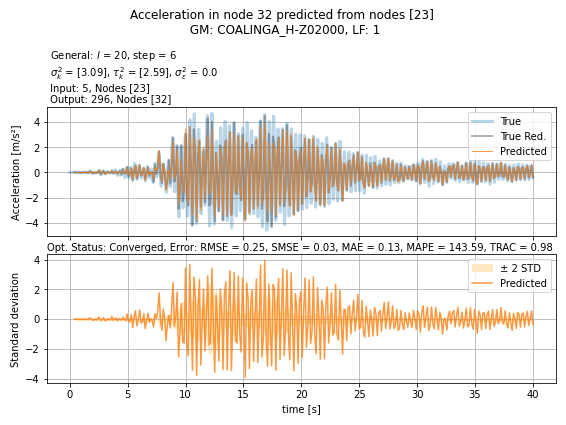 Acceleration in node 32 predicted from nodes [23]
GM: COALINGA_H-Z02000, LF: 1
General: l = 20, step = 6
σ²ₖ = [3.09], τ²ₖ = [2.59], σ²ᵣ = 0.0
Input: 5, Nodes [23]
Output: 296, Nodes [32]
Acceleration [m/s²]
4
2
0
−2
−4
True
True Red.
Predicted
Opt. Status: Converged, Error: RMSE = 0.25, SMSE = 0.03, MAE = 0.13, MAPE = 143.59, TRAC = 0.98
Standard deviation
4
2
0
−2
−4
± 2 STD
Predicted
0 5 10 15 20 25 30 35 40
time [s]